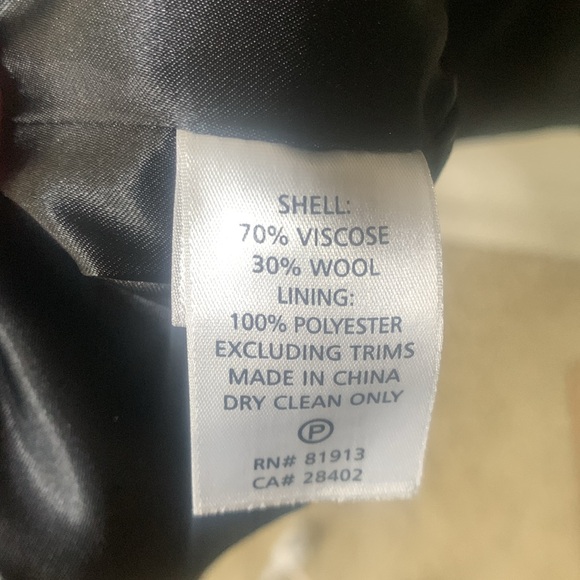 SHELL:
70% VISCOSE
30% WOOL
LINING:
100% POLYESTER
EXCLUDING TRIMS
MADE IN CHINA
DRY CLEAN ONLY
P
RN# 81913
CA# 28402